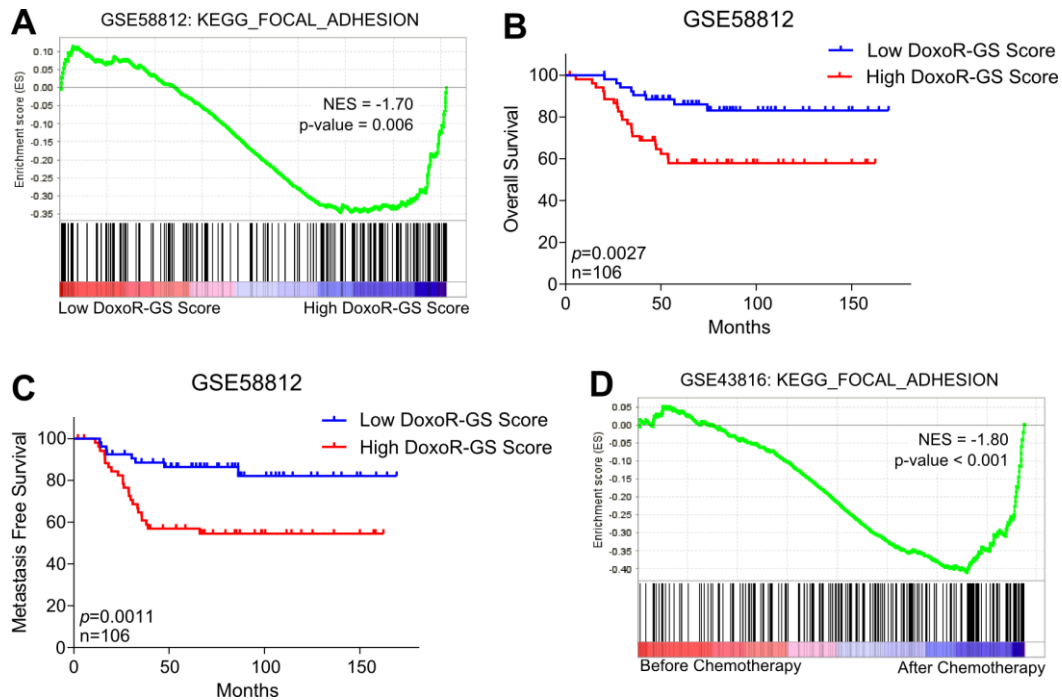 A
GSE58812: KEGG_FOCAL_ADHESION
Enrichment score (ES)
0.10
0.05
0.00
-0.05
-0.10
-0.15
-0.20
-0.25
-0.30
-0.35
NES = -1.70
p-value = 0.006
Low DoxoR-GS Score
High DoxoR-GS Score
B
GSE58812
Low DoxoR-GS Score
High DoxoR-GS Score
Overall Survival
100
80
60
40
20
0
p=0.0027
n=106
0 50 100 150
Months
C
GSE58812
Low DoxoR-GS Score
High DoxoR-GS Score
Metastasis Free Survival
100
80
60
40
20
0
p=0.0011
n=106
0 50 100 150
Months
D
GSE43816: KEGG_FOCAL_ADHESION
Enrichment score (ES)
0.05
0.00
-0.05
-0.10
-0.15
-0.20
-0.25
-0.30
-0.35
-0.40
NES = -1.80
p-value < 0.001
Before Chemotherapy
After Chemotherapy